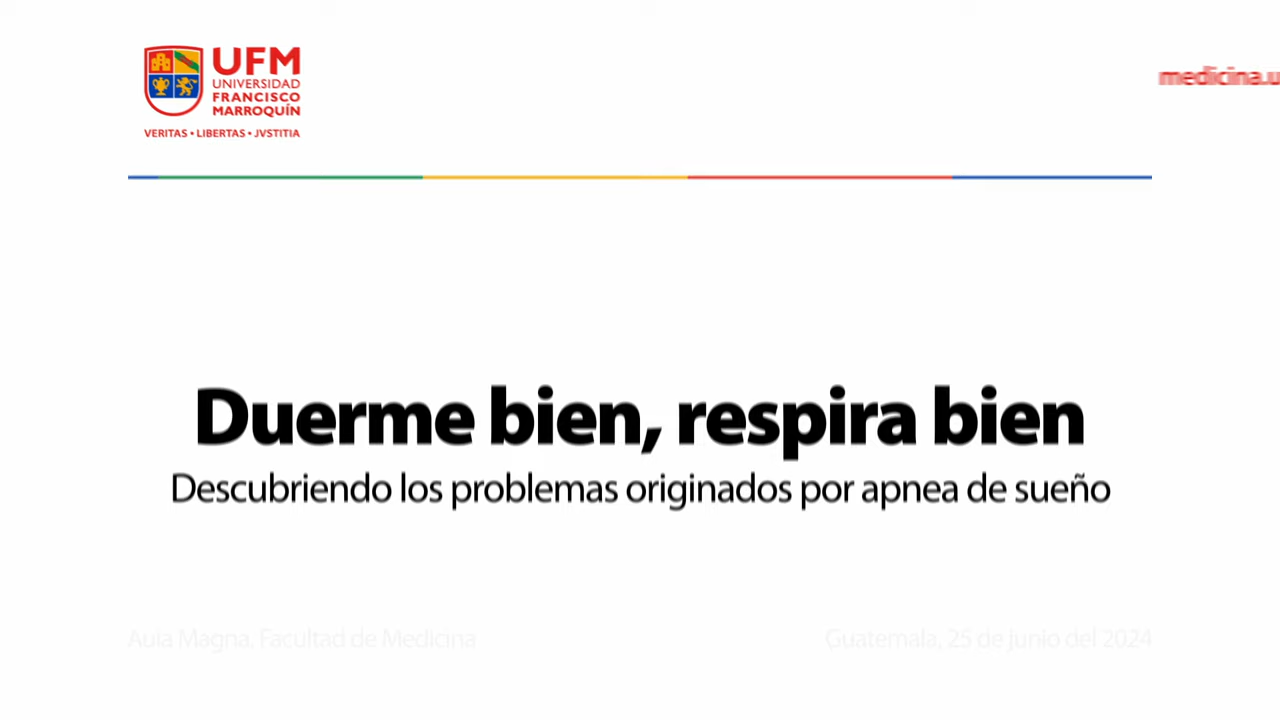 UFM
UNIVERSIDAD
FRANCISCO
MARROQUÍN
VERITAS • LIBERTAS • JVSTITIA
medicina.u
Duerme bien, respira bien
Descubriendo los problemas originados por apnea de sueño
Aula Magna, Facultad de Medicina
Guatemala, 25 de junio del 2024